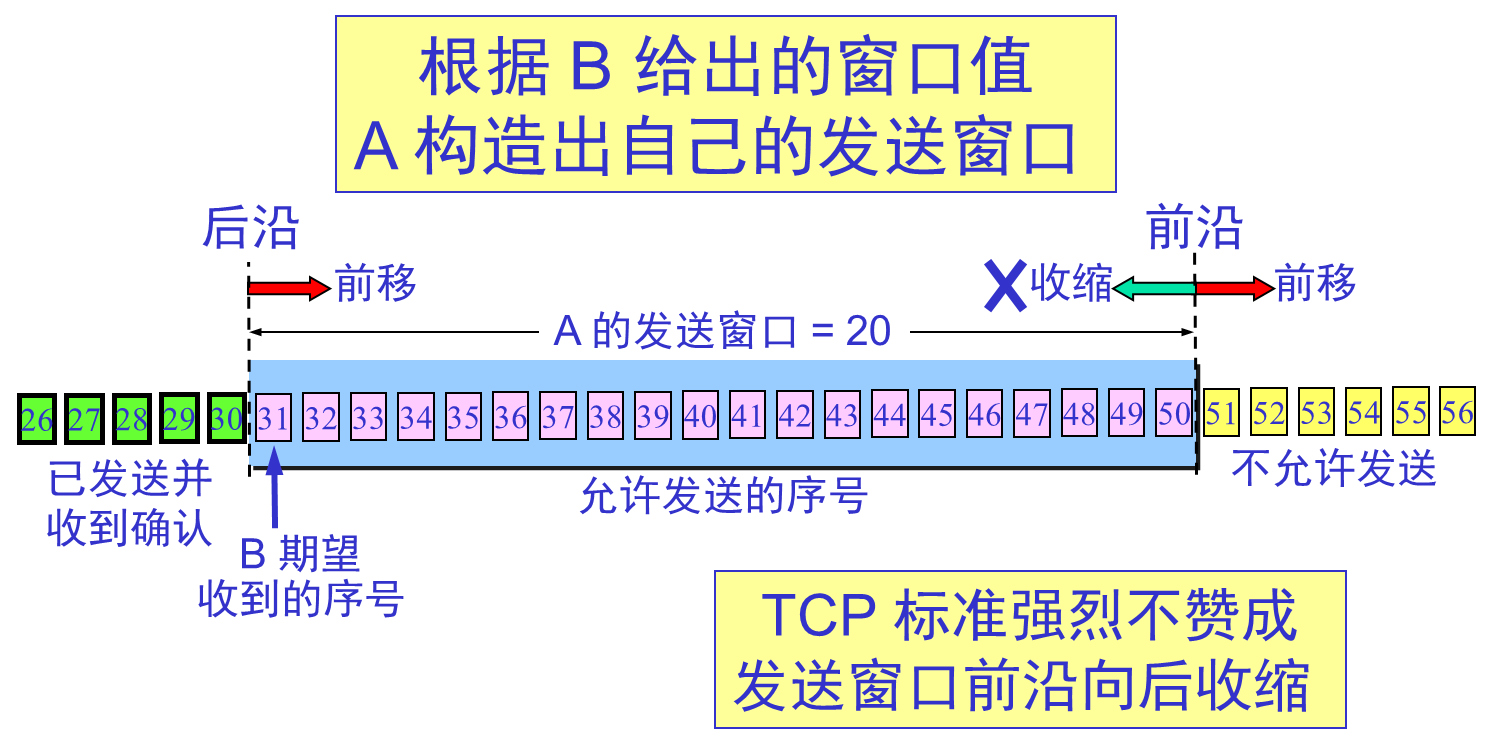 根据 B 给出的窗口值
A 构造出自己的发送窗口
后沿
前沿
前移
收缩
前移
A 的发送窗口 = 20
26 27 28 29 30 31 32 33 34 35 36 37 38 39 40 41 42 43 44 45 46 47 48 49 50 51 52 53 54 55 56
已发送并
收到确认
允许发送的序号
不允许发送
B 期望
收到的序号
TCP 标准强烈不赞成
发送窗口前沿向后收缩